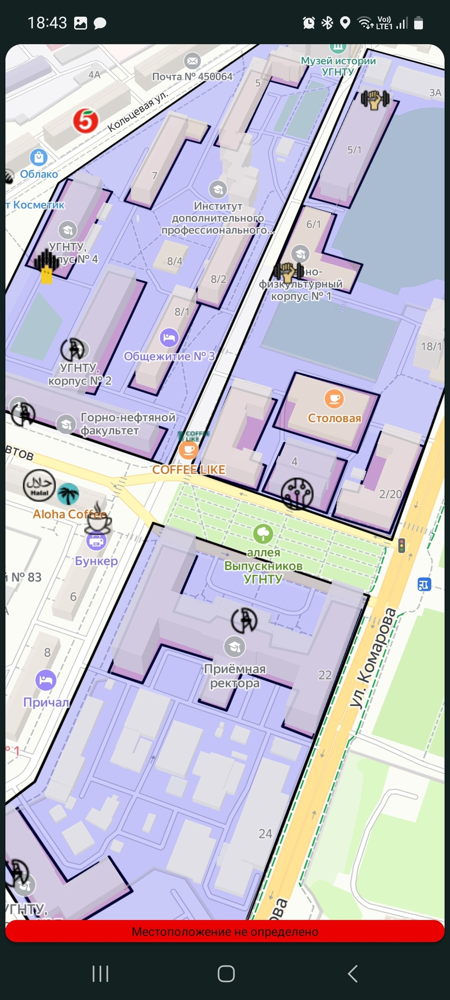 18:43
Vo))
LTE1
Музей истории
УГНТУ
4А
Почта № 450064
5
3А
Кольцевая ул.
5
5/1
Облако
7
т Косметик
Институт
дополнительного
профессионального...
6/1
УГНТУ,
пус № 4
8/4
8/2
но-
физкультурный
корпус № 1
8/1
18/1
Общежитие № 3
УГНТУ,
корпус № 2
Столовая
Горно-нефтяной
факультет
COFFEE
LIKE
втов
4
COFFEE LIKE
حلال
Halal
2/20
Aloha Coffee
аллея
Выпускников
УГНТУ
Бункер
й № 83
6
ул. Комарова
8
Приёмная
ректора
22
Причал
° 1
24
УГНТУ,
ова
Местоположение не определено